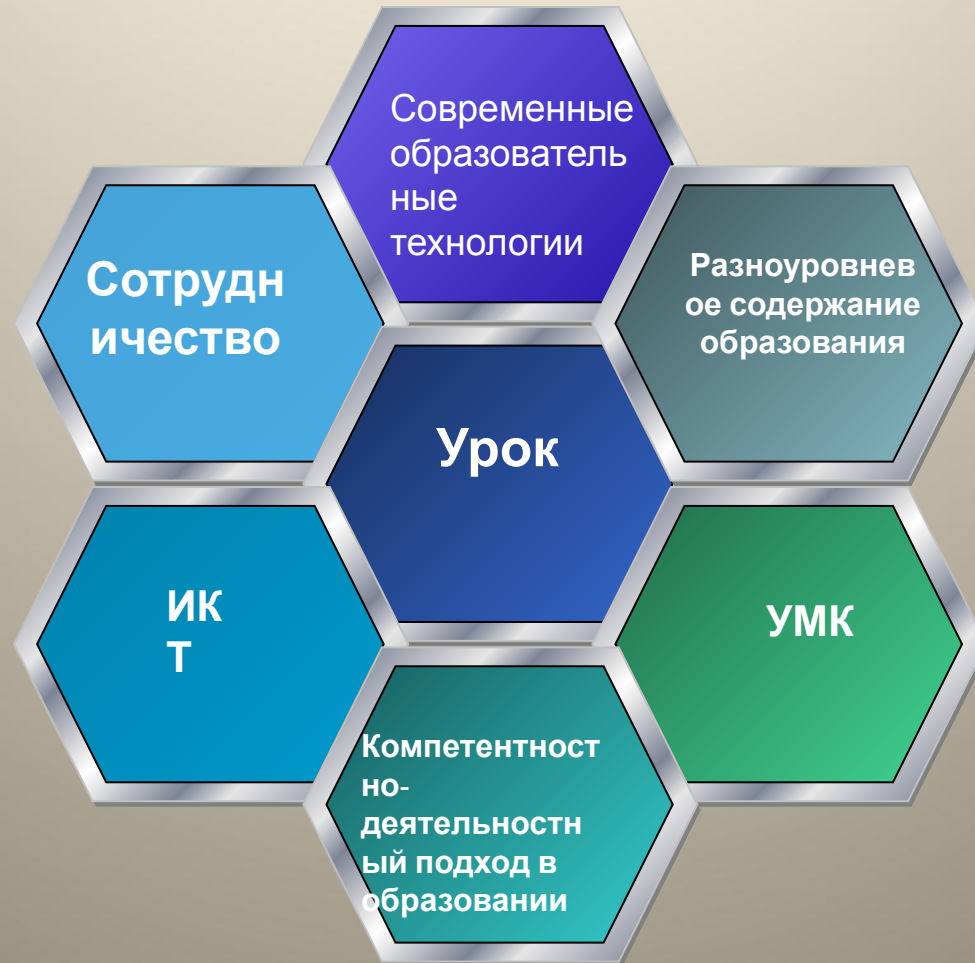 Современные
образователь
ные
технологии
Сотрудн
ичество
Разноуровнев
ое содержание
образования
Урок
ИК
Т
УМК
Компетентност
но-
деятельностн
ый подход в
образовании